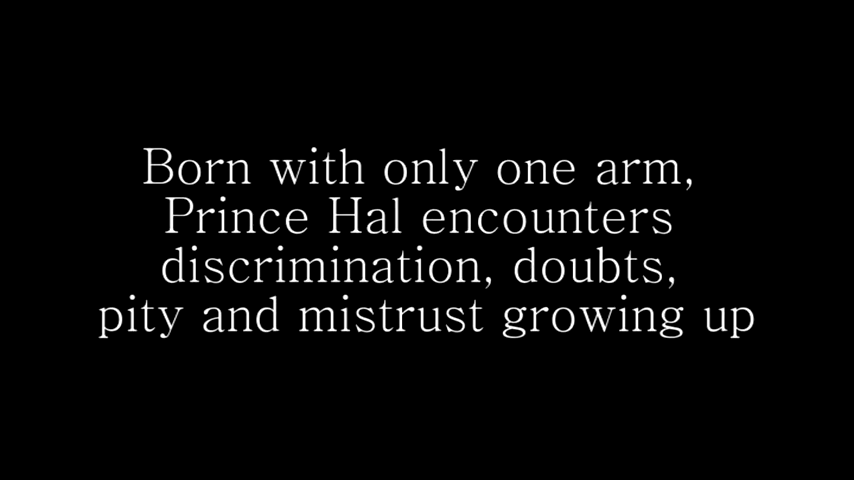 Born with only one arm,
Prince Hal encounters
discrimination, doubts,
pity and mistrust growing up